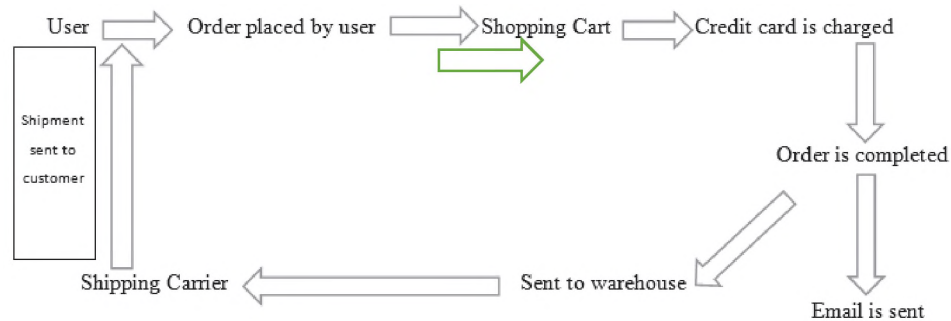 User
Order placed by user
Shopping Cart
Credit card is charged
Shipment
sent to
customer
Order is completed
Shipping Carrier
Sent to warehouse
Email is sent